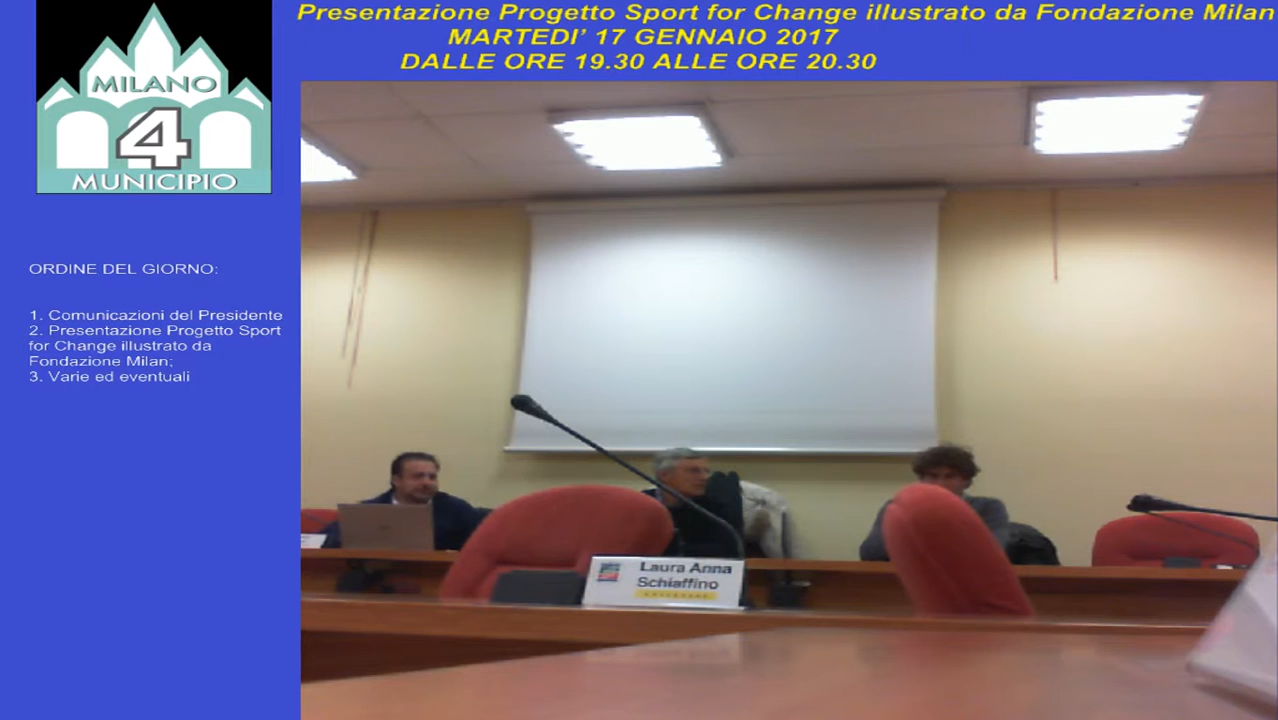 Presentazione Progetto Sport for Change illustrato da Fondazione Milan
MARTEDI’ 17 GENNAIO 2017
DALLE ORE 19.30 ALLE ORE 20.30
MILANO
4
MUNICIPIO
ORDINE DEL GIORNO:
1. Comunicazioni del Presidente
2. Presentazione Progetto Sport
for Change illustrato da
Fondazione Milan;
3. Varie ed eventuali
Laura Anna
Schiaffino